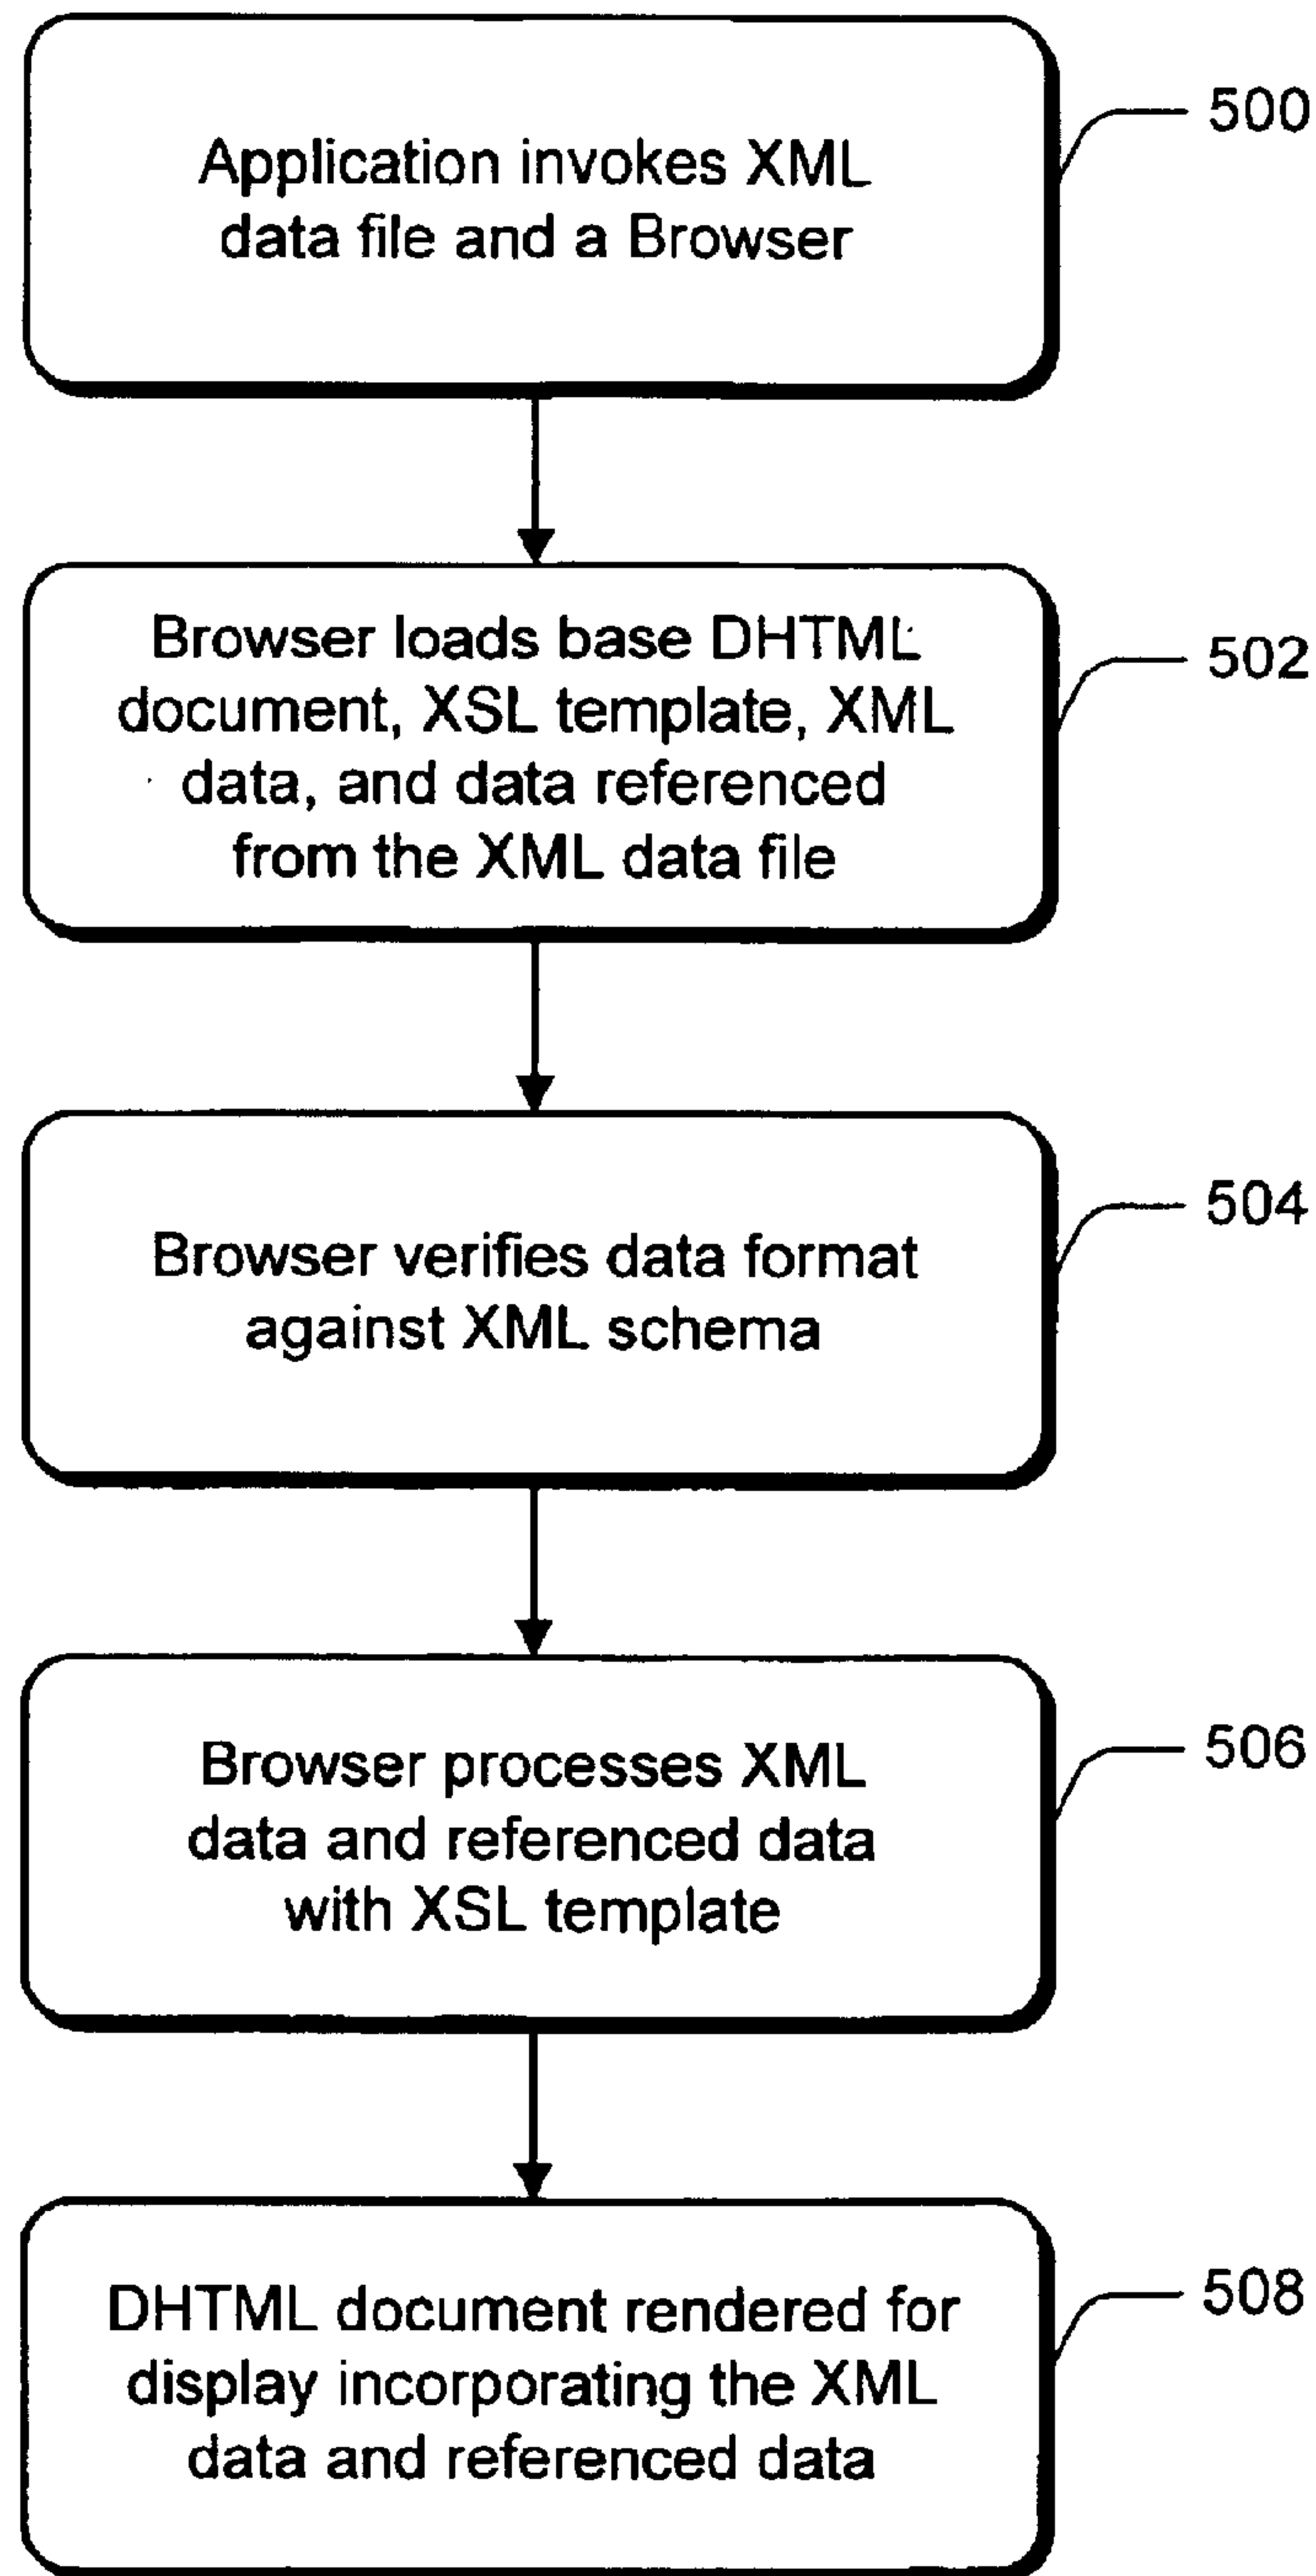 Application invokes XML
data file and a Browser
500
Browser loads base DHTML
document, XSL template, XML
data, and data referenced
from the XML data file
502
Browser verifies data format
against XML schema
504
Browser processes XML
data and referenced data
with XSL template
506
DHTML document rendered for
display incorporating the XML
data and referenced data
508